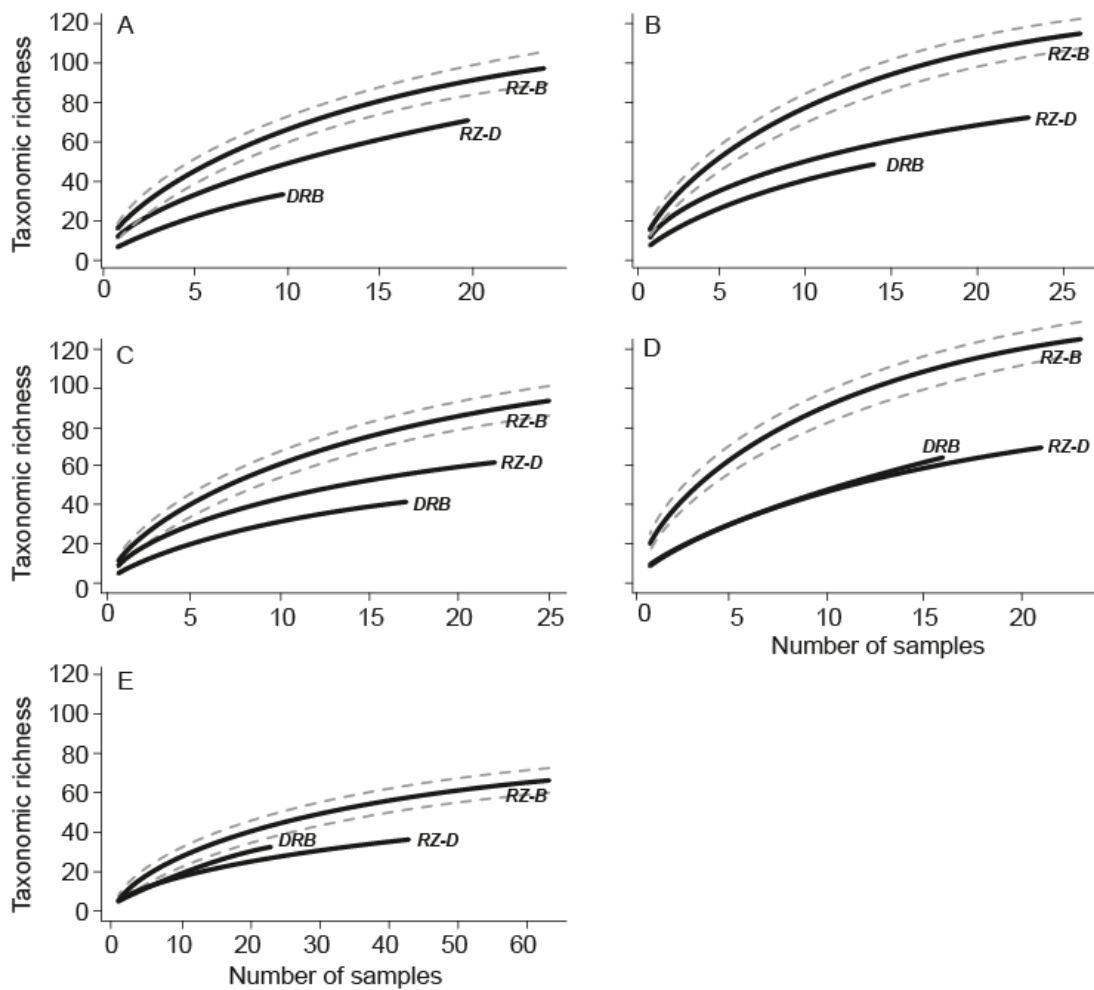 A
Taxonomic richness
120
100
80
60
40
20
0
RZ-B
RZ-D
DRB
0 5 10 15 20
B
RZ-B
RZ-D
DRB
0 5 10 15 20 25
C
Taxonomic richness
120
100
80
60
40
20
0
RZ-B
RZ-D
DRB
0 5 10 15 20 25
D
RZ-B
DRB
RZ-D
0 5 10 15 20
Number of samples
E
Taxonomic richness
120
100
80
60
40
20
0
RZ-B
DRB
RZ-D
0 10 20 30 40 50 60
Number of samples